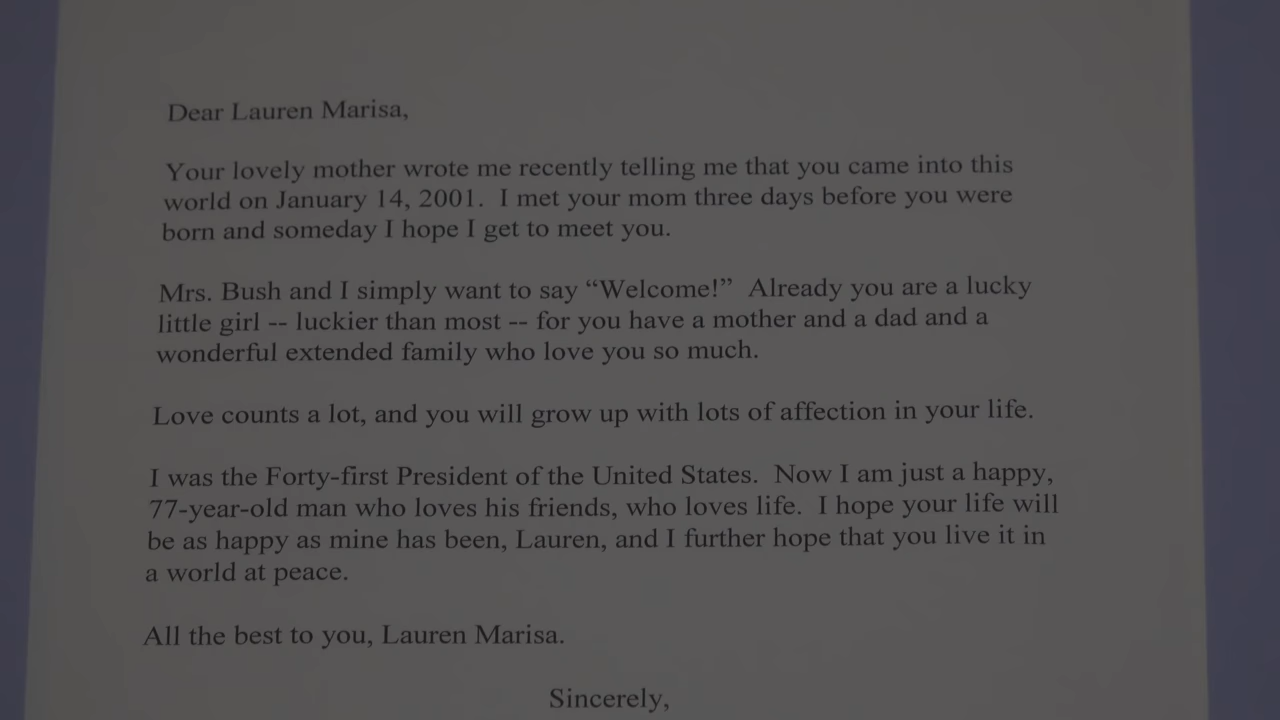 Dear Lauren Marisa,
Your lovely mother wrote me recently telling me that you came into this
world on January 14, 2001.  I met your mom three days before you were
born and someday I hope I get to meet you.
Mrs. Bush and I simply want to say “Welcome!”  Already you are a lucky
little girl -- luckier than most -- for you have a mother and a dad and a
wonderful extended family who love you so much.
Love counts a lot, and you will grow up with lots of affection in your life.
I was the Forty-first President of the United States.  Now I am just a happy,
77-year-old man who loves his friends, who loves life.  I hope your life will
be as happy as mine has been, Lauren, and I further hope that you live it in
a world at peace.
All the best to you, Lauren Marisa.
Sincerely,